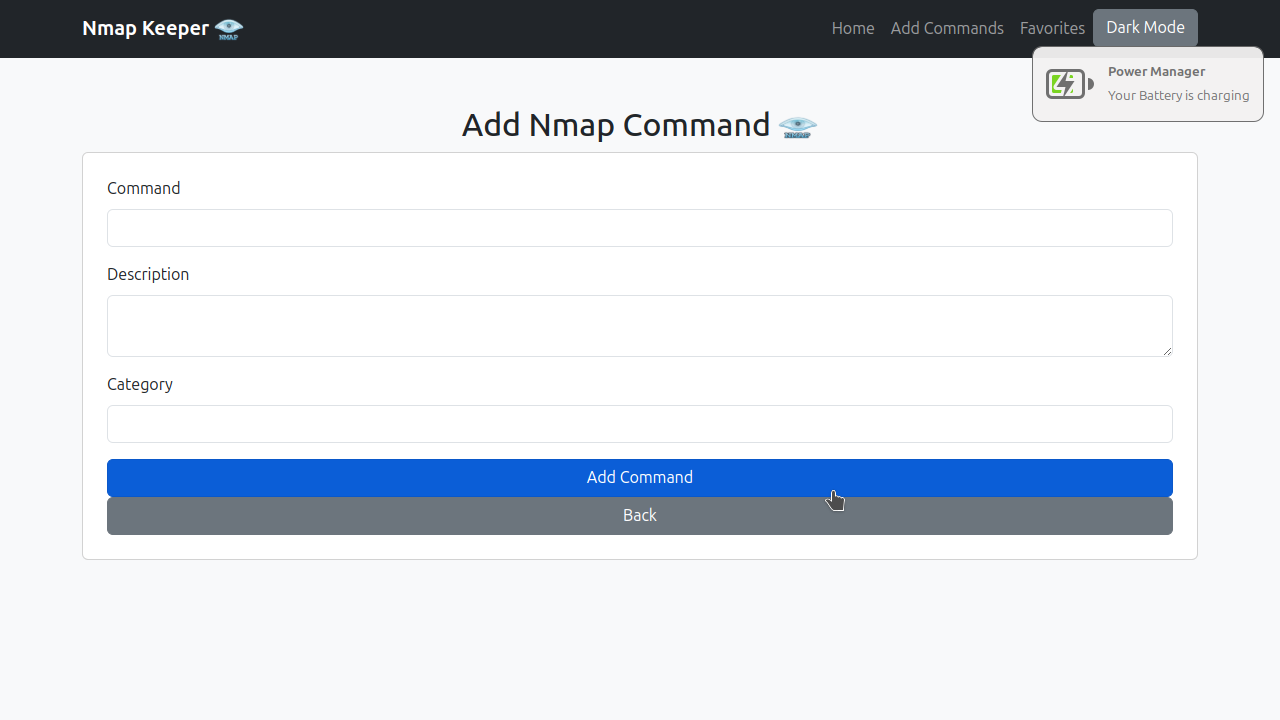 Nmap Keeper NMAP
Home Add Commands Favorites Dark Mode
Power Manager
Your Battery is charging
Add Nmap Command NMAP
Command
Description
Category
Add Command
Back